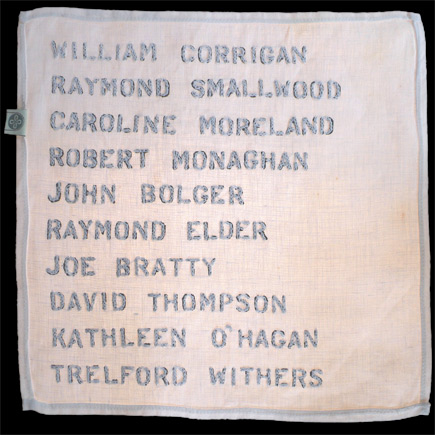 WILLIAM CORRIGAN
RAYMOND SMALLWOOD
CAROLINE MORELAND
ROBERT MONAGHAN
JOHN BOLGER
RAYMOND ELDER
JOE BRATTY
DAVID THOMPSON
KATHLEEN O'HAGAN
TRELFORD WITHERS